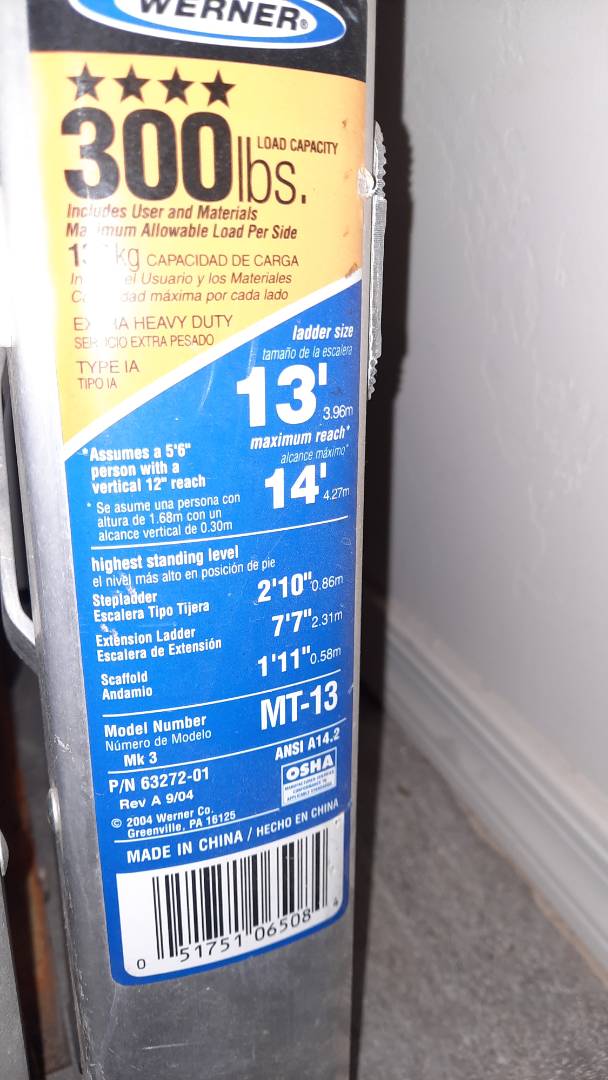 WERNER®
300 lbs.
LOAD CAPACITY
Includes User and Materials
Maximum Allowable Load Per Side
kg CAPACIDAD DE CARGA
el Usuario y los Materiales
máxima por cada lado
HEAVY DUTY
SERVICIO EXTRA PESADO
TYPE IA
TIPO IA
ladder size
tamaño de la escalera
13' 3.96m
maximum reach*
alcance máximo*
14' 4.27m
*Assumes a 5'6"
person with a
vertical 12" reach
* Se asume una persona con
altura de 1.68m con un
alcance vertical de 0.30m
highest standing level
el nivel más alto en posición de pie
Stepladder 2'10" 0.86m
Escalera Tipo Tijera
Extension Ladder 7'7" 2.31m
Escalera de Extensión
Scaffold 1'11" 0.58m
Andamio
Model Number MT-13
Número de Modelo
Mk 3
ANSI A14.2
P/N 63272-01
Rev A 9/04
OSHA
© 2004 Werner Co.
Greenville, PA 16125
MADE IN CHINA / HECHO EN CHINA
0 51751 06508 4